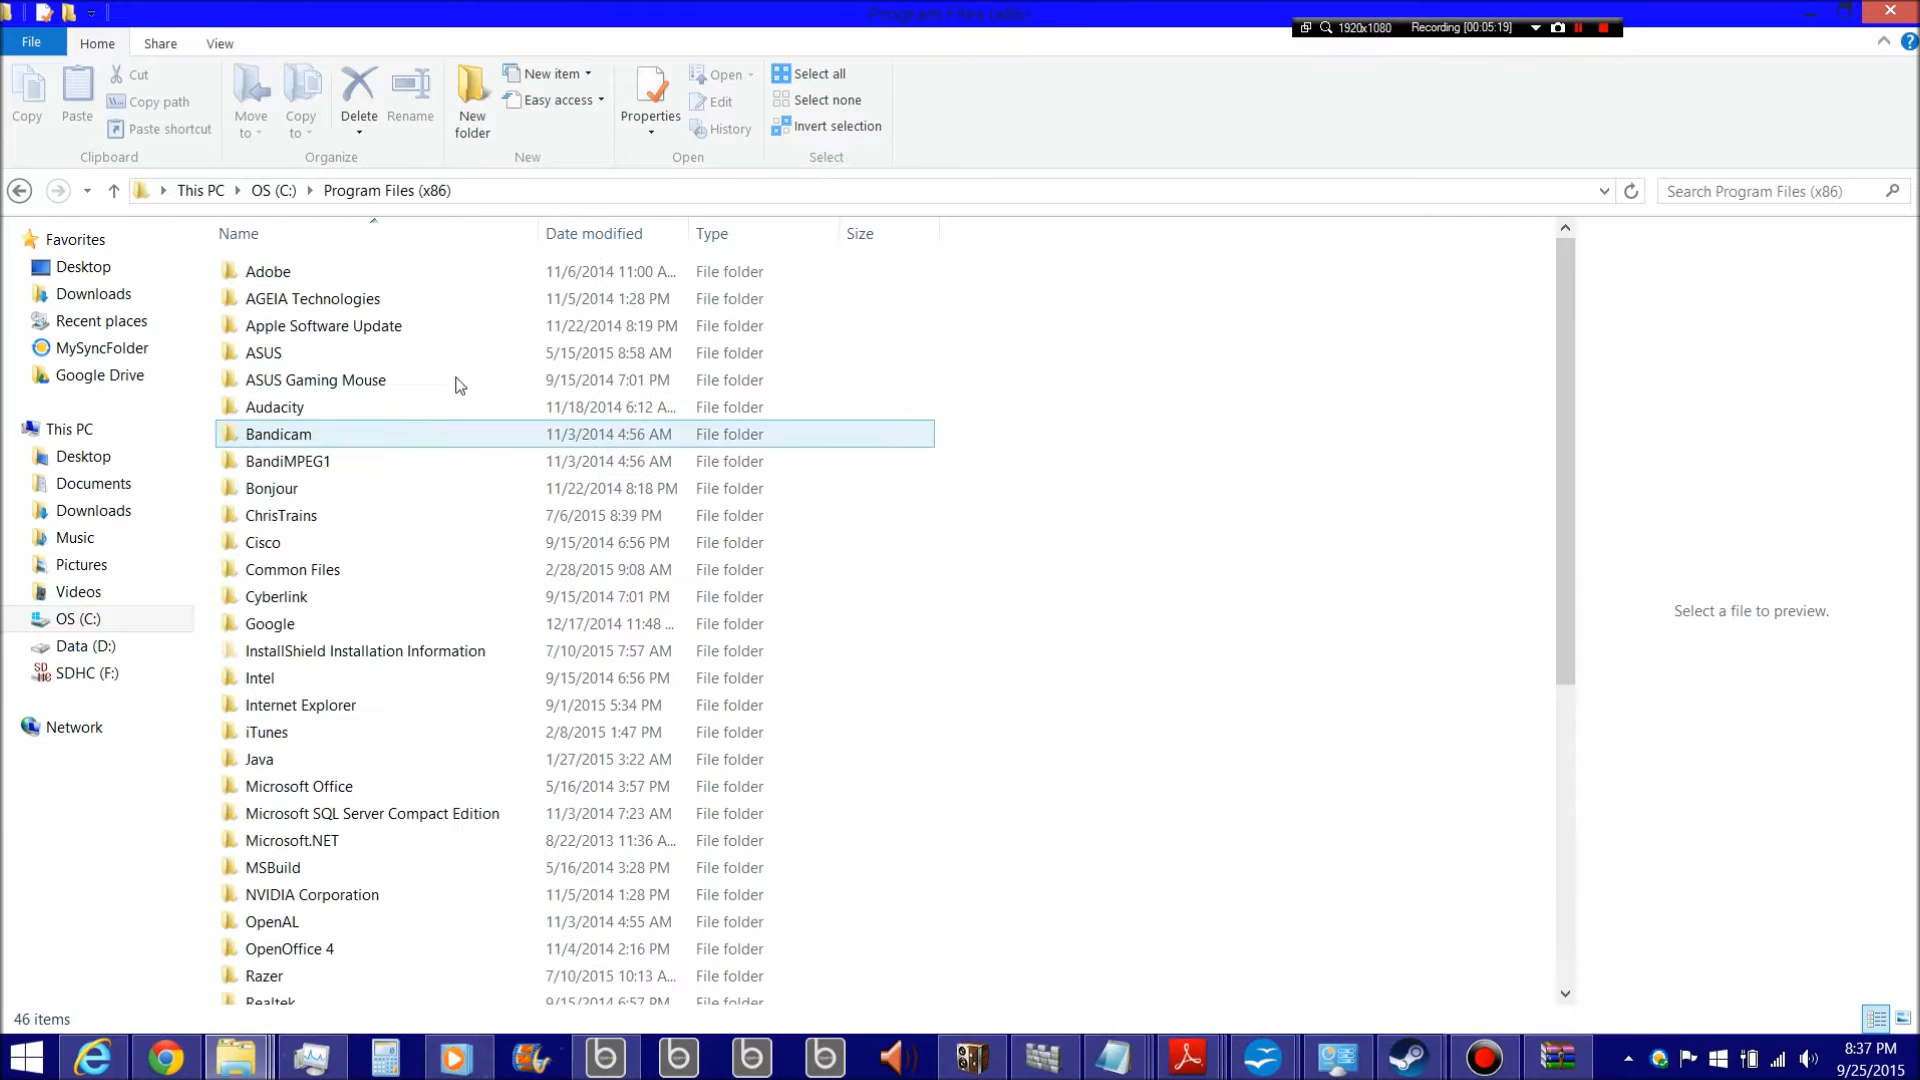 Program Files (x86)
1920x1080 Recording [00:05:19]
File Home Share View
Copy
Paste
Cut
Copy path
Paste shortcut
Clipboard
Move to
Copy to
Delete
Rename
Organize
New folder
New item
Easy access
New
Properties
Open
Edit
History
Open
Select all
Select none
Invert selection
Select
This PC OS (C:) Program Files (x86)
Search Program Files (x86)
Favorites
Desktop
Downloads
Recent places
MySyncFolder
Google Drive
This PC
Desktop
Documents
Downloads
Music
Pictures
Videos
OS (C:)
Data (D:)
SDHC (F:)
Network
Name Date modified Type Size
Adobe 11/6/2014 11:00 A... File folder
AGEIA Technologies 11/5/2014 1:28 PM File folder
Apple Software Update 11/22/2014 8:19 PM File folder
ASUS 5/15/2015 8:58 AM File folder
ASUS Gaming Mouse 9/15/2014 7:01 PM File folder
Audacity 11/18/2014 6:12 A... File folder
Bandicam 11/3/2014 4:56 AM File folder
BandiMPEG1 11/3/2014 4:56 AM File folder
Bonjour 11/22/2014 8:18 PM File folder
ChrisTrains 7/6/2015 8:39 PM File folder
Cisco 9/15/2014 6:56 PM File folder
Common Files 2/28/2015 9:08 AM File folder
Cyberlink 9/15/2014 7:01 PM File folder
Google 12/17/2014 11:48 ... File folder
InstallShield Installation Information 7/10/2015 7:57 AM File folder
Intel 9/15/2014 6:56 PM File folder
Internet Explorer 9/1/2015 5:34 PM File folder
iTunes 2/8/2015 1:47 PM File folder
Java 1/27/2015 3:22 AM File folder
Microsoft Office 5/16/2014 3:57 PM File folder
Microsoft SQL Server Compact Edition 11/3/2014 7:23 AM File folder
Microsoft.NET 8/22/2013 11:36 A... File folder
MSBuild 5/16/2014 3:28 PM File folder
NVIDIA Corporation 11/5/2014 1:28 PM File folder
OpenAL 11/3/2014 4:55 AM File folder
OpenOffice 4 11/4/2014 2:16 PM File folder
Razer 7/10/2015 10:13 A... File folder
Realtek 9/15/2014 6:57 PM File folder
Select a file to preview.
46 items
8:37 PM
9/25/2015